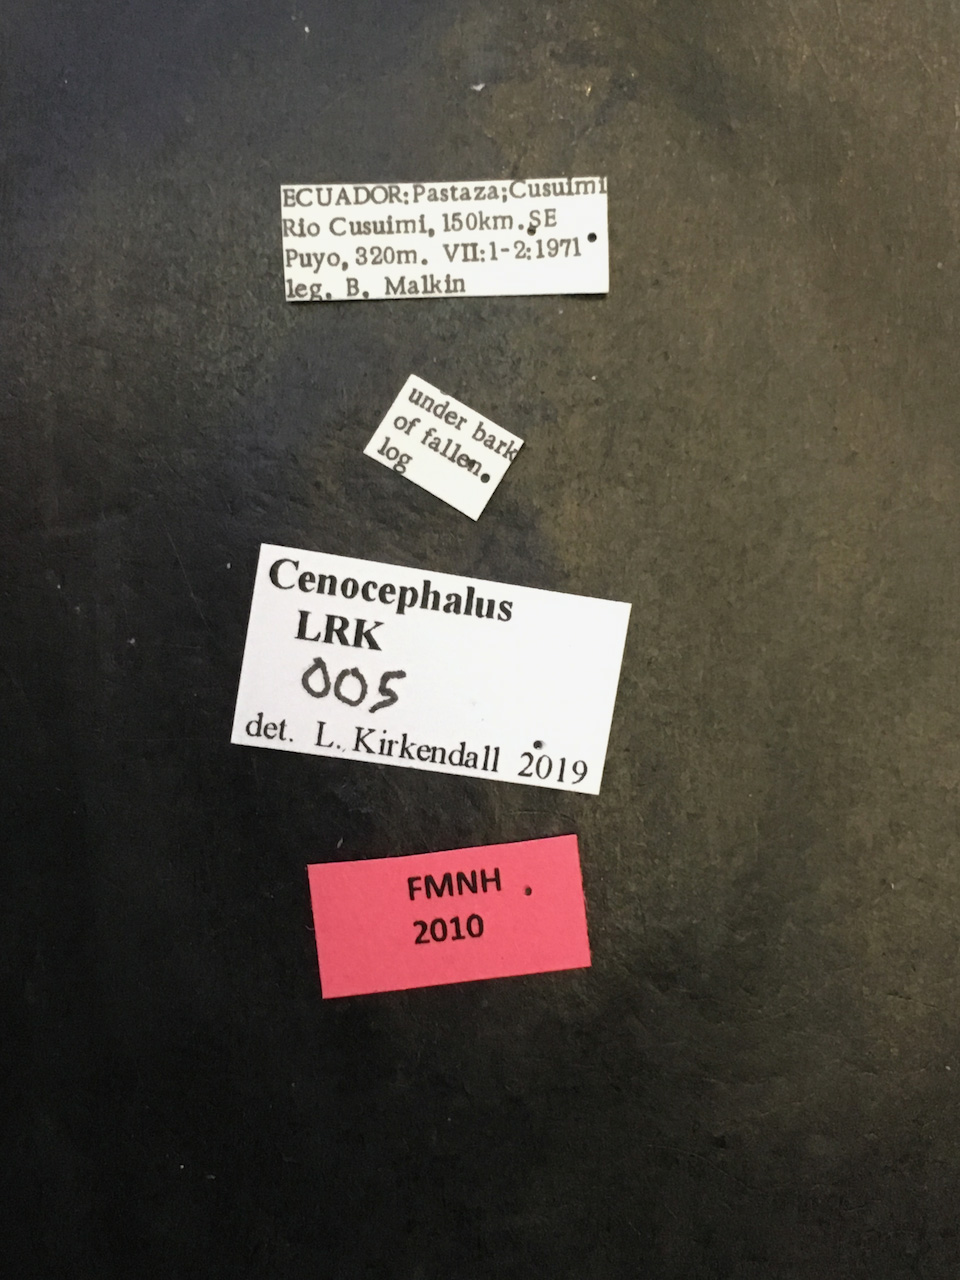 ECUADOR:Pastaza;Cusuimi
Rio Cusuimi, 150km. SE
Puyo, 320m. VII:1-2:1971
leg. B. Malkin
under bark
of fallen.
log
Cenocephalus
LRK
005
det. L. Kirkendall 2019
FMNH
2010